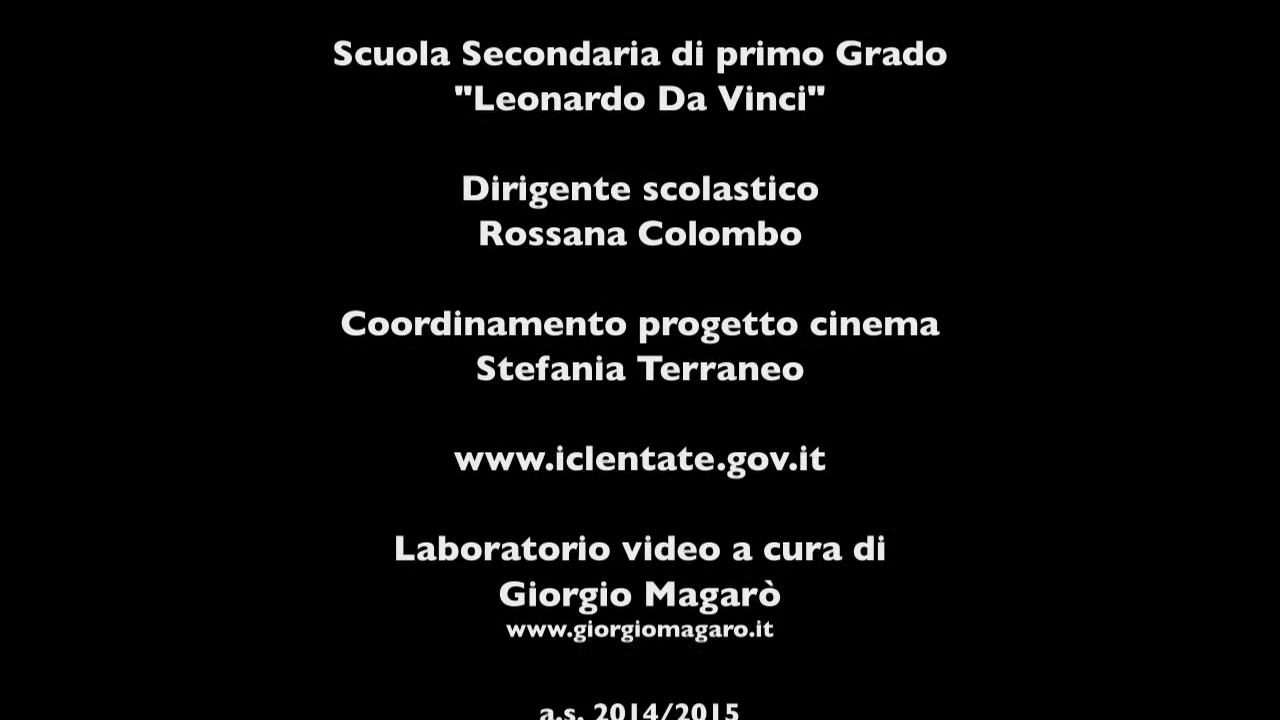 Scuola Secondaria di primo Grado
"Leonardo Da Vinci"
Dirigente scolastico
Rossana Colombo
Coordinamento progetto cinema
Stefania Terraneo
www.iclentate.gov.it
Laboratorio video a cura di
Giorgio Magarò
www.giorgiomagaro.it
a.s. 2014/2015